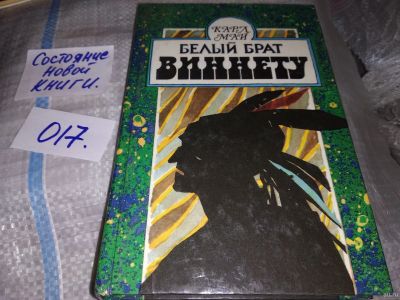 Состояние
новой
книги.
017.
КАРЛ
МАЙ
БЕЛЫЙ БРАТ
ВИННЕТУ